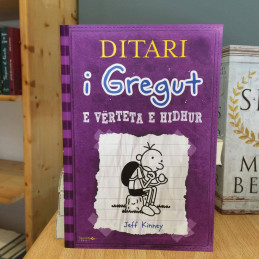 DITARI
i Gregut
E VËRTETA E HIDHUR
Jeff Kinney